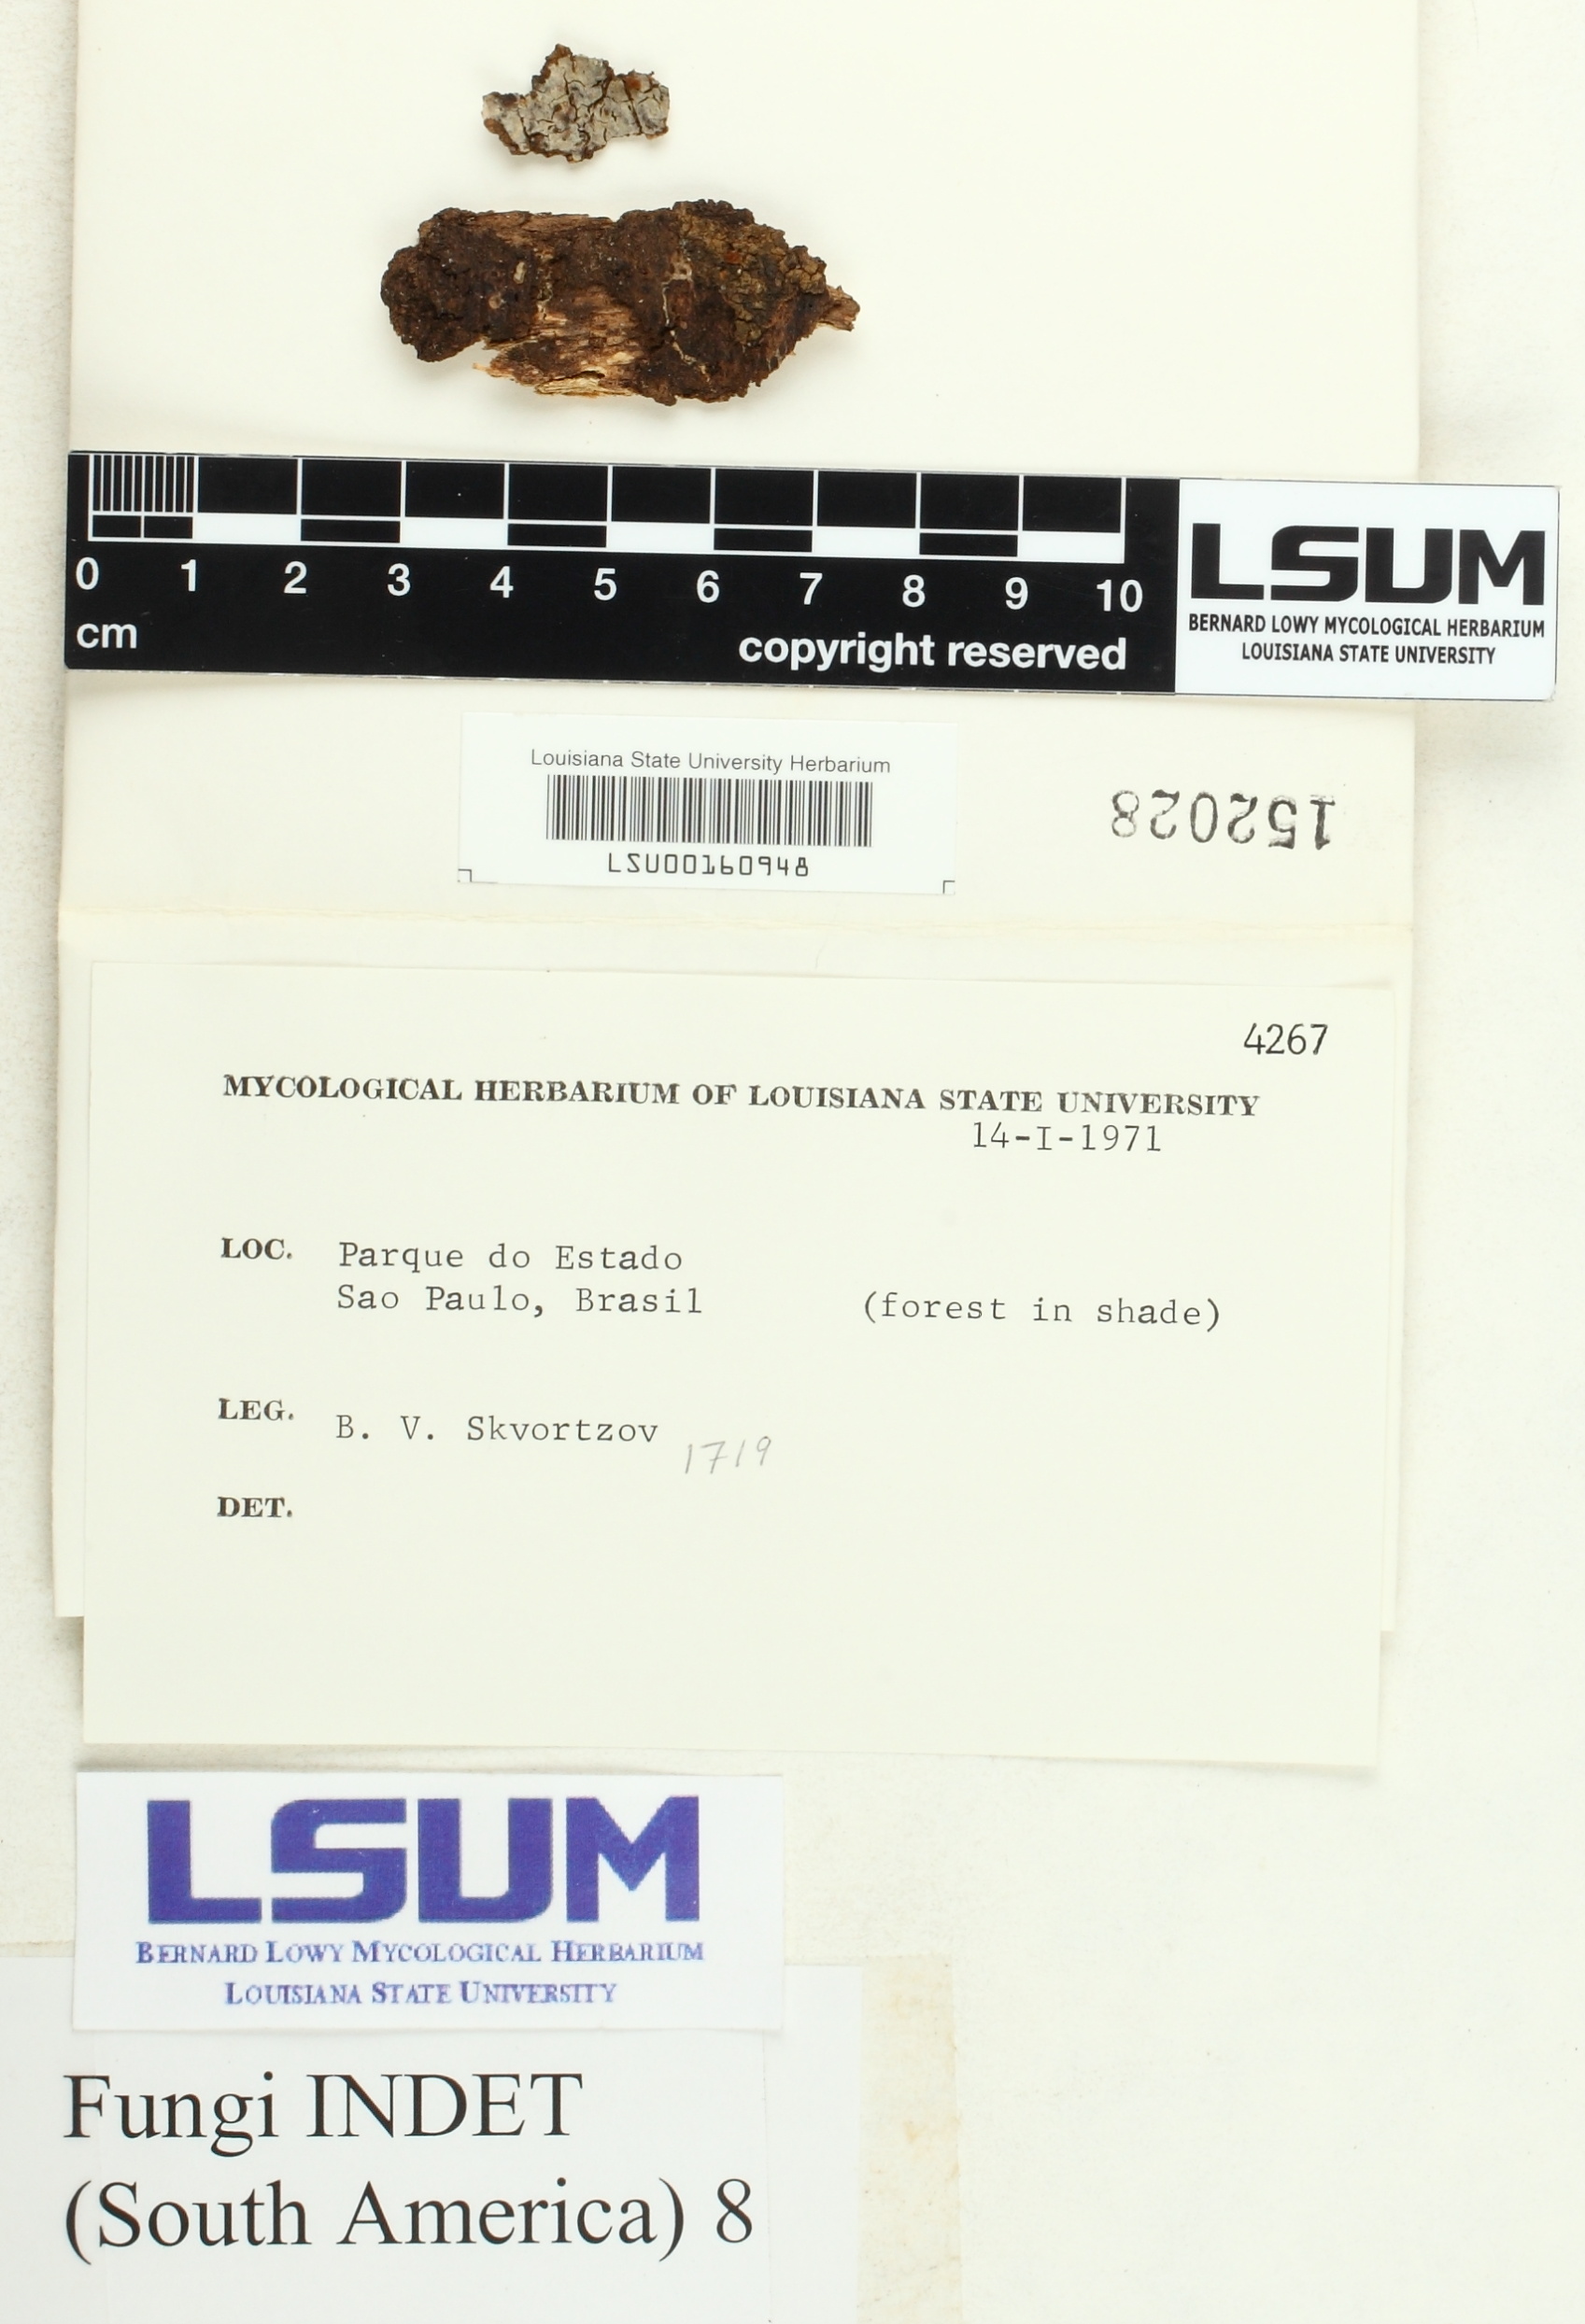 0 1 2 3 4 5 6 7 8 9 10
cm
copyright reserved
LSUM
BERNARD LOWY MYCOLOGICAL HERBARIUM
LOUISIANA STATE UNIVERSITY
Louisiana State University Herbarium
LSU00160948
152028
4267
MYCOLOGICAL HERBARIUM OF LOUISIANA STATE UNIVERSITY
14-I-1971
LOC. Parque do Estado
Sao Paulo, Brasil (forest in shade)
LEG. B. V. Skvortzov 1719
DET.
LSUM
BERNARD LOWY MYCOLOGICAL HERBARIUM
LOUISIANA STATE UNIVERSITY
Fungi INDET
(South America) 8